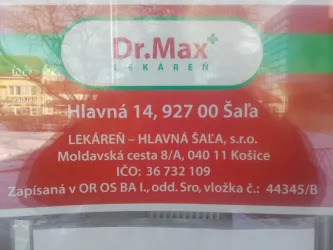 Dr.Max+
LEKÁREŇ
Hlavná 14, 927 00 Šaľa
LEKÁREŇ – HLAVNÁ ŠAĽA, s.r.o.
Moldavská cesta 8/A, 040 11 Košice
IČO: 36 732 109
Zapísaná v OR OS BA I., odd. Sro, vložka č.: 44345/B